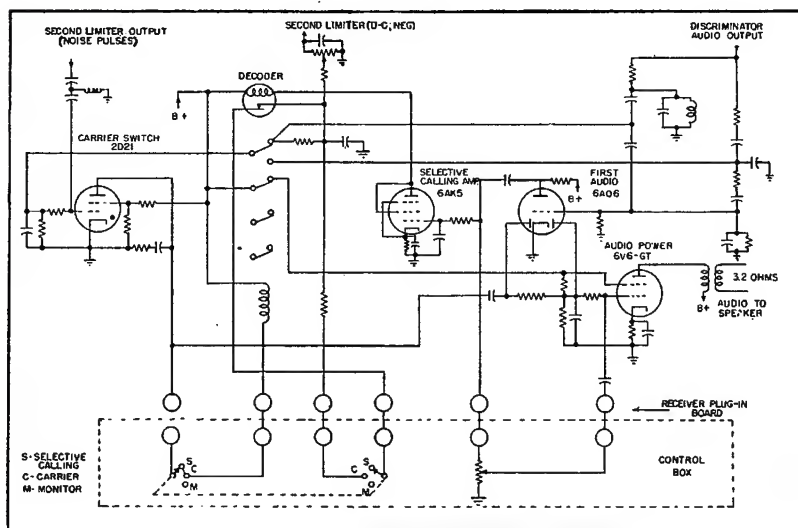 SECOND LIMITER (D-C, NEG)
DISCRIMINATOR
AUDIO OUTPUT
SECOND LIMITER OUTPUT
(NOISE PULSES)
DECODER
B+
CARRIER SWITCH
2D21
SELECTIVE
CALLING AMP.
6AK5
FIRST
AUDIO
6AQ6
B+
AUDIO POWER
6V6-GT
3.2 OHMS
B+
AUDIO TO
SPEAKER
RECEIVER PLUG-IN
BOARD
S-SELECTIVE
CALLING
C-CARRIER
M-MONITOR
S
C
M
S
C
M
CONTROL
BOX